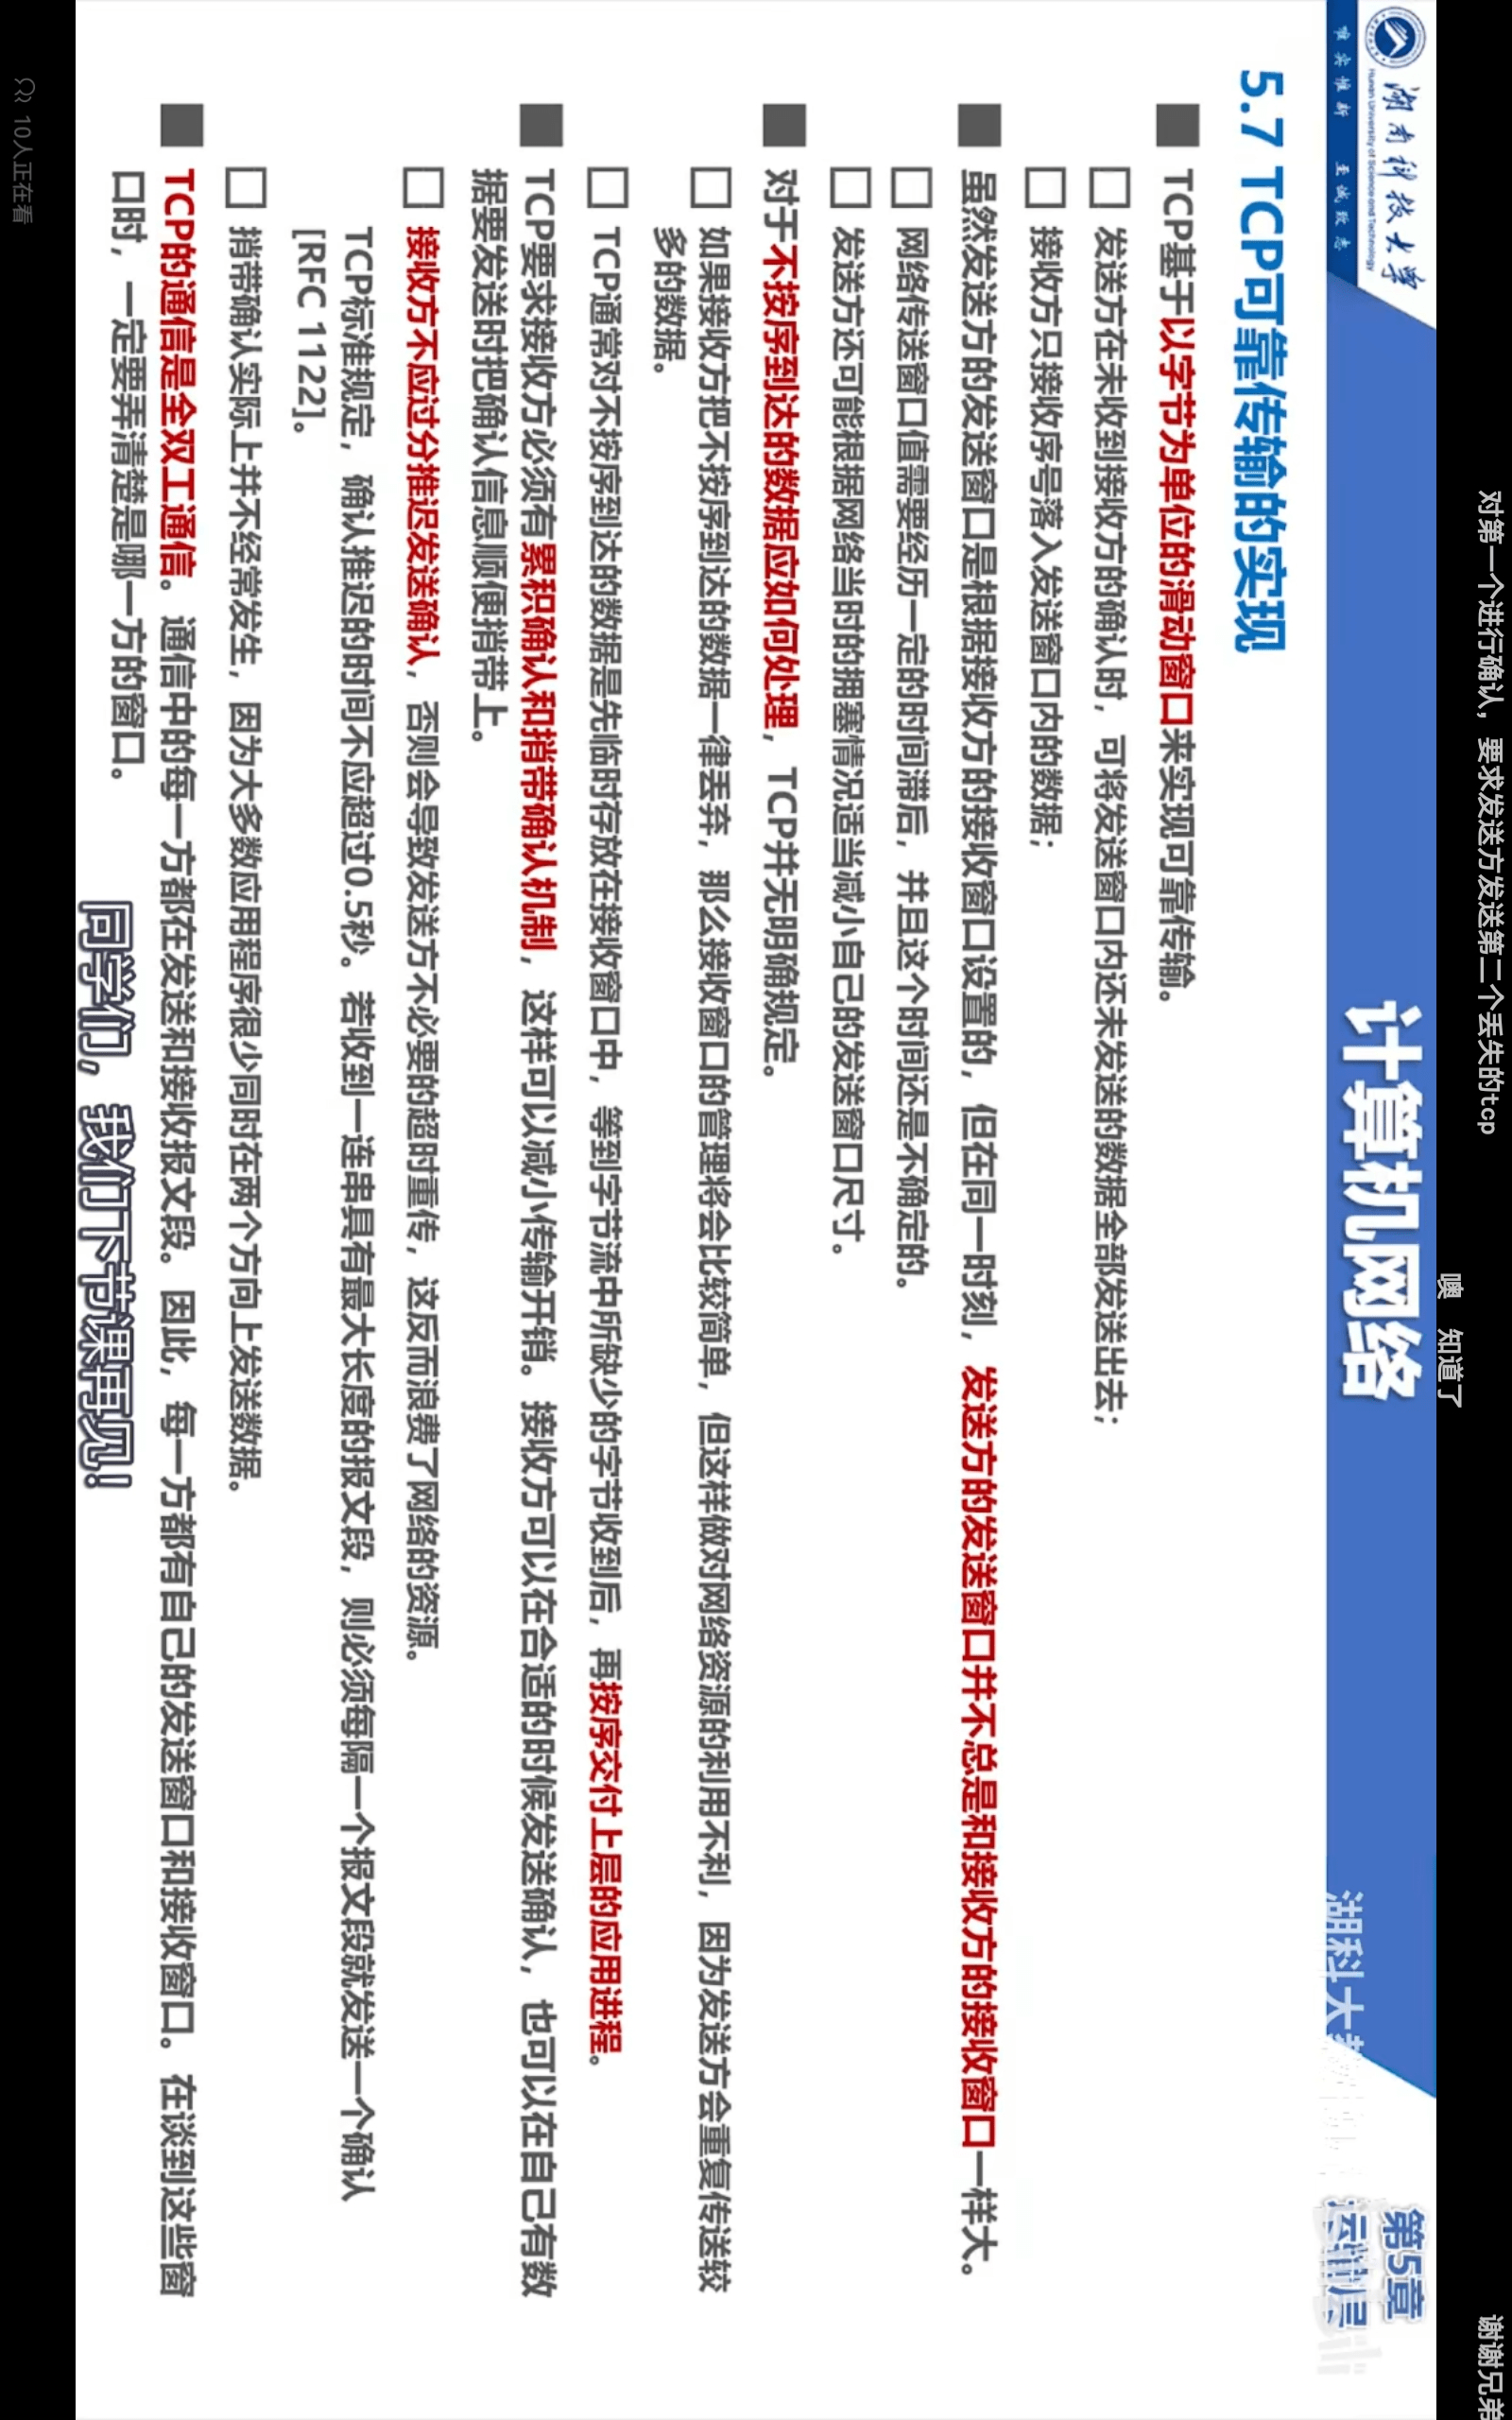 对第一个进行确认，要求发送方发送第二个丢失的tcp
谢谢兄弟
噢 知道了
湖南科技大学
Hunan University of Science and Technology
唯实惟新 至诚致志
计算机网络
湖科大
第5章
运输层
5.7 TCP可靠传输的实现
■ TCP基于以字节为单位的滑动窗口来实现可靠传输。
□ 发送方在未收到接收方的确认时，可将发送窗口内还未发送的数据全部发送出去；
□ 接收方只接收序号落入发送窗口内的数据；
■ 虽然发送方的发送窗口是根据接收方的接收窗口设置的，但在同一时刻，发送方的发送窗口并不总是和接收方的接收窗口一样大。
□ 网络传送窗口值需要经历一定的时间滞后，并且这个时间还是不确定的。
□ 发送方还可能根据网络当时的拥塞情况适当减小自己的发送窗口尺寸。
■ 对于不按序到达的数据应如何处理，TCP并无明确规定。
□ 如果接收方把不按序到达的数据一律丢弃，那么接收窗口的管理将会比较简单，但这样做对网络资源的利用不利，因为发送方会重复传送较
多的数据。
□ TCP通常对不按序到达的数据是先临时存放在接收窗口中，等到字节流中所缺少的字节收到后，再按序交付上层的应用进程。
■ TCP要求接收方必须有累积确认和捎带确认机制，这样可以减小传输开销。接收方可以在合适的时候发送确认，也可以在自己有数
据要发送时把确认信息顺便捎带上。
□ 接收方不应过分推迟发送确认，否则会导致发送方不必要的超时重传，这反而浪费了网络的资源。
TCP标准规定，确认推迟的时间不应超过0.5秒。若收到一连串具有最大长度的报文段，则必须每隔一个报文段就发送一个确认
[RFC 1122]。
□ 捎带确认实际上并不经常发生，因为大多数应用程序很少同时在两个方向上发送数据。
■ TCP的通信是全双工通信。通信中的每一方都在发送和接收报文段。因此，每一方都有自己的发送窗口和接收窗口。在谈到这些窗
口时，一定要弄清楚是哪一方的窗口。
同学们，我们下节课再见!
10人正在看